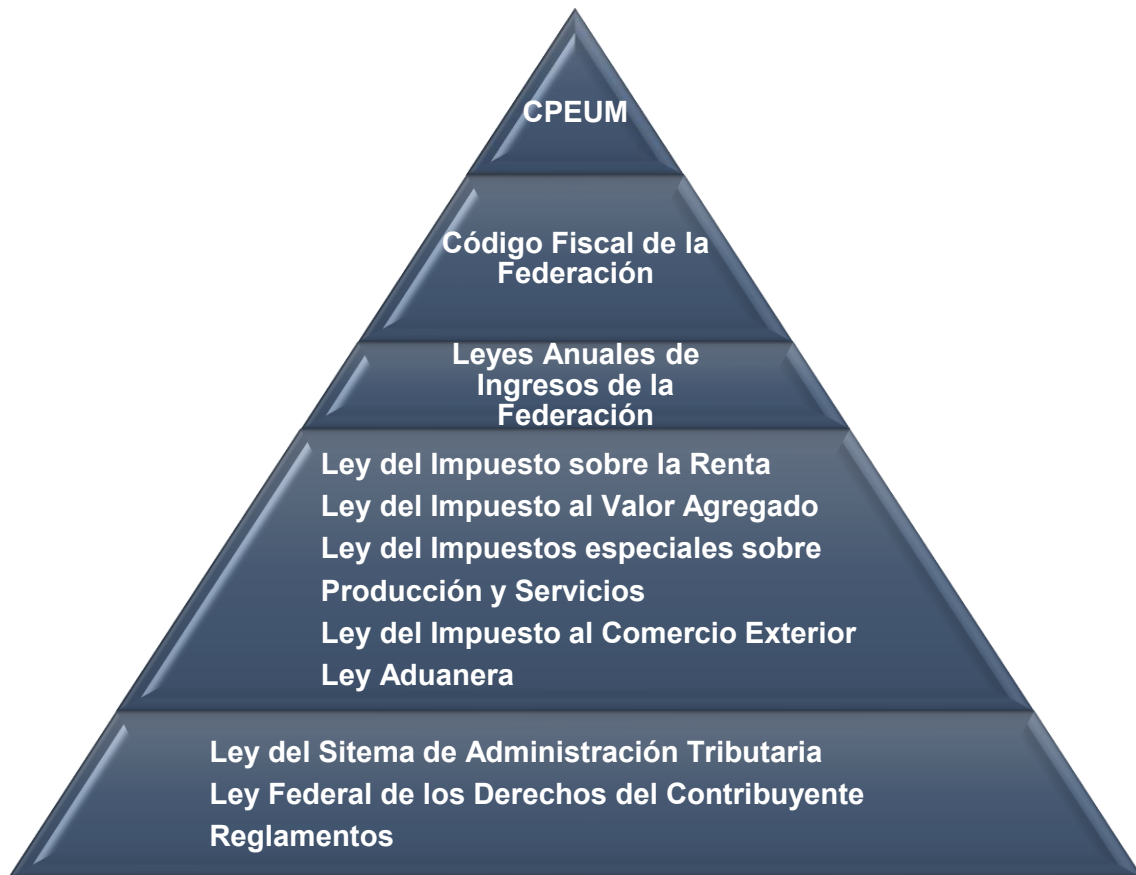 CPEUM
Código Fiscal de la
Federación
Leyes Anuales de
Ingresos de la
Federación
Ley del Impuesto sobre la Renta
Ley del Impuesto al Valor Agregado
Ley del Impuestos especiales sobre
Producción y Servicios
Ley del Impuesto al Comercio Exterior
Ley Aduanera
Ley del Sitema de Administración Tributaria
Ley Federal de los Derechos del Contribuyente
Reglamentos